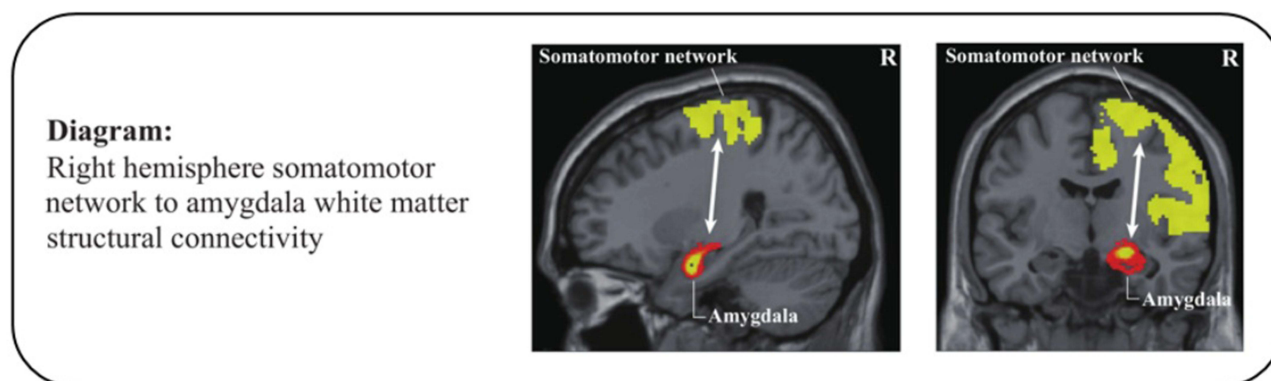 Diagram:
Right hemisphere somatomotor
network to amygdala white matter
structural connectivity
Somatomotor network
R
Amygdala
Somatomotor network
R
Amygdala